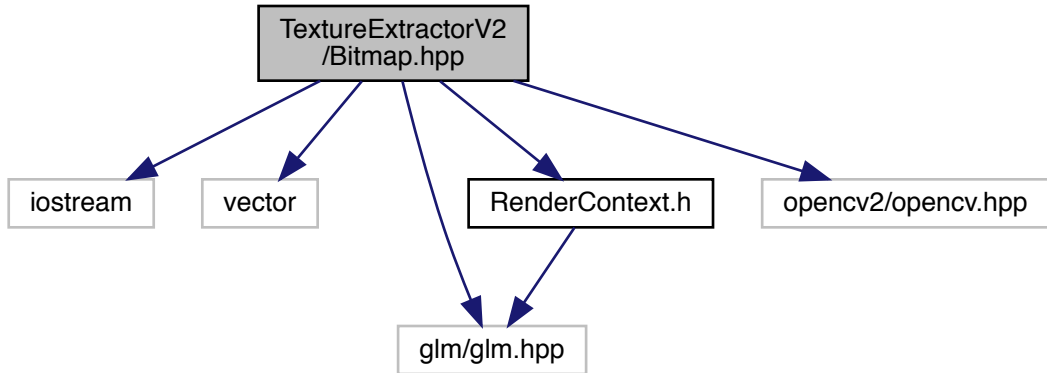 TextureExtractorV2
/Bitmap.hpp
iostream
vector
RenderContext.h
opencv2/opencv.hpp
glm/glm.hpp